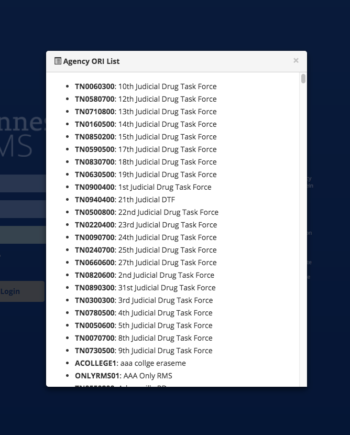 Agency ORI List
×
TN0060300: 10th Judicial Drug Task Force
TN0580700: 12th Judicial Drug Task Force
TN0710800: 13th Judicial Drug Task Force
TN0160500: 14th Judicial Drug Task Force
TN0850200: 15th Judicial Drug Task Force
TN0590500: 17th Judicial Drug Task Force
TN0830700: 18th Judicial Drug Task Force
TN0630500: 19th Judicial Drug Task Force
TN0900400: 1st Judicial Drug Task Force
TN0940400: 21th Judicial DTF
TN0500800: 22nd Judicial Drug Task Force
TN0220400: 23rd Judicial Drug Task Force
TN0090700: 24th Judicial Drug Task Force
TN0240700: 25th Judicial Drug Task Force
TN0660600: 27th Judicial Drug Task Force
TN0820600: 2nd Judicial Drug Task Force
TN0890300: 31st Judicial Drug Task Force
TN0300300: 3rd Judicial Drug Task Force
TN0780500: 4th Judicial Drug Task Force
TN0050600: 5th Judicial Drug Task Force
TN0070700: 8th Judicial Drug Task Force
TN0730500: 9th Judicial Drug Task Force
ACOLLEGE1: aaa collge eraseme
ONLYRMS01: AAA Only RMS
nnes
MS
Login